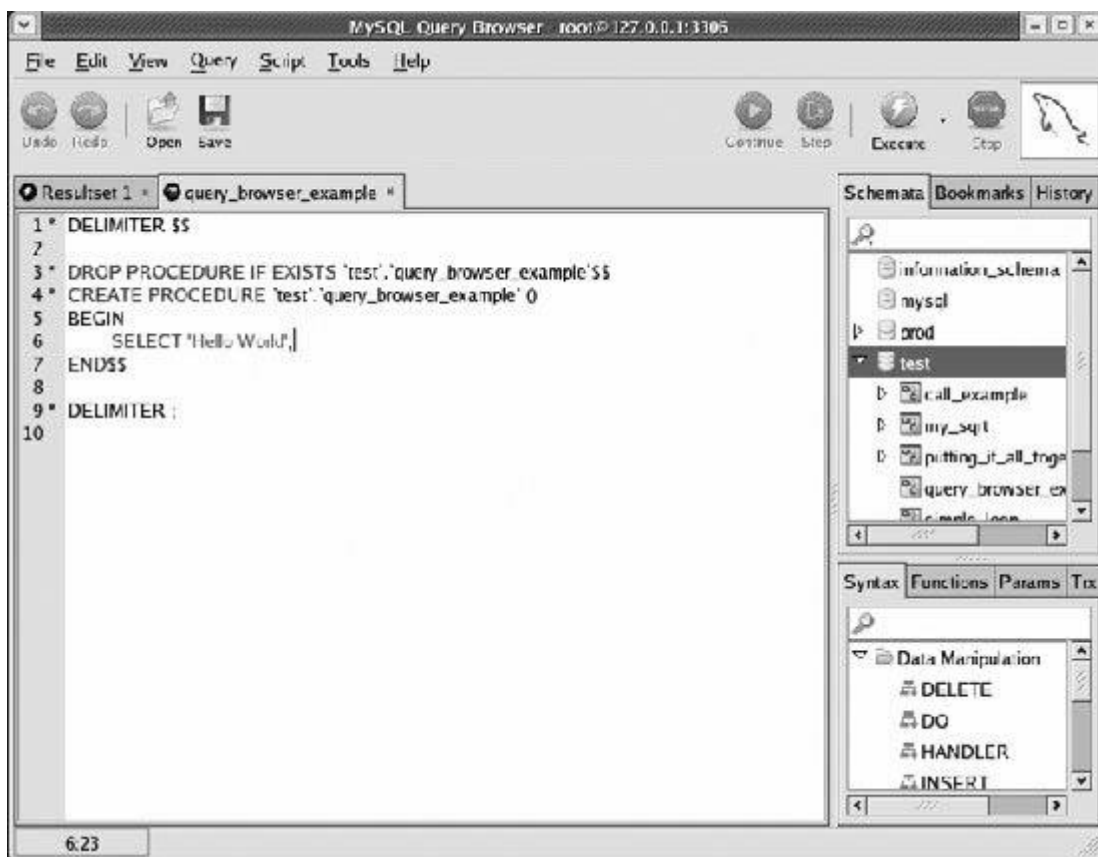 MySQL Query Browser - root@127.0.0.1:3306
File Edit View Query Script Tools Help
Undo Redo Open Save Continue Step Execute Stop
Resultset 1 query_browser_example
1 DELIMITER $$
2
3 DROP PROCEDURE IF EXISTS `test`.`query_browser_example`$$
4 CREATE PROCEDURE `test`.`query_browser_example` ()
5 BEGIN
6 SELECT "Hello World";
7 END$$
8
9 DELIMITER ;
10
6:23
Schemata Bookmarks History
information_schema
mysql
prod
test
call_example
my_sqrt
putting_it_all_toge
query_browser_ex
simple_loop
Syntax Functions Params Trx
Data Manipulation
DELETE
DO
HANDLER
INSERT